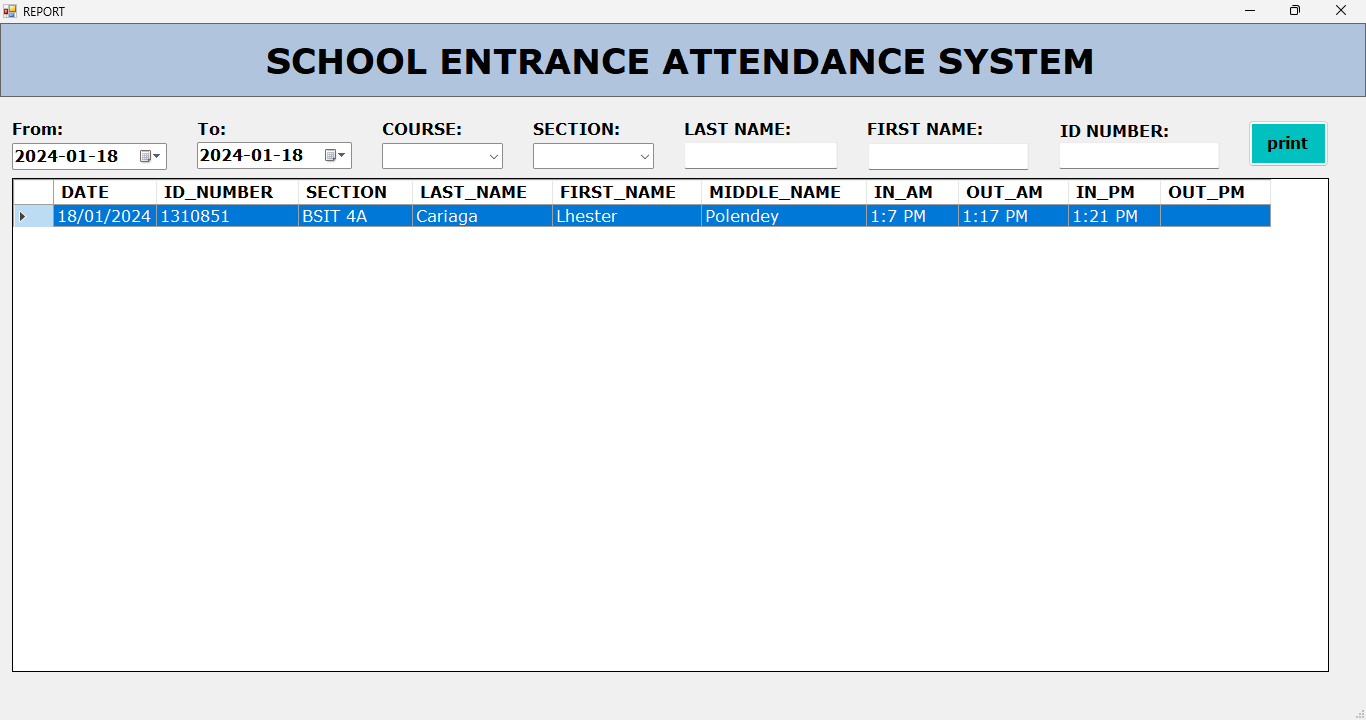 REPORT
SCHOOL ENTRANCE ATTENDANCE SYSTEM
From: To: COURSE: SECTION: LAST NAME: FIRST NAME: ID NUMBER: print
2024-01-18 2024-01-18
DATE ID_NUMBER SECTION LAST_NAME FIRST_NAME MIDDLE_NAME IN_AM OUT_AM IN_PM OUT_PM
18/01/2024 1310851 BSIT 4A Cariaga Lhester Polendey 1:7 PM 1:17 PM 1:21 PM